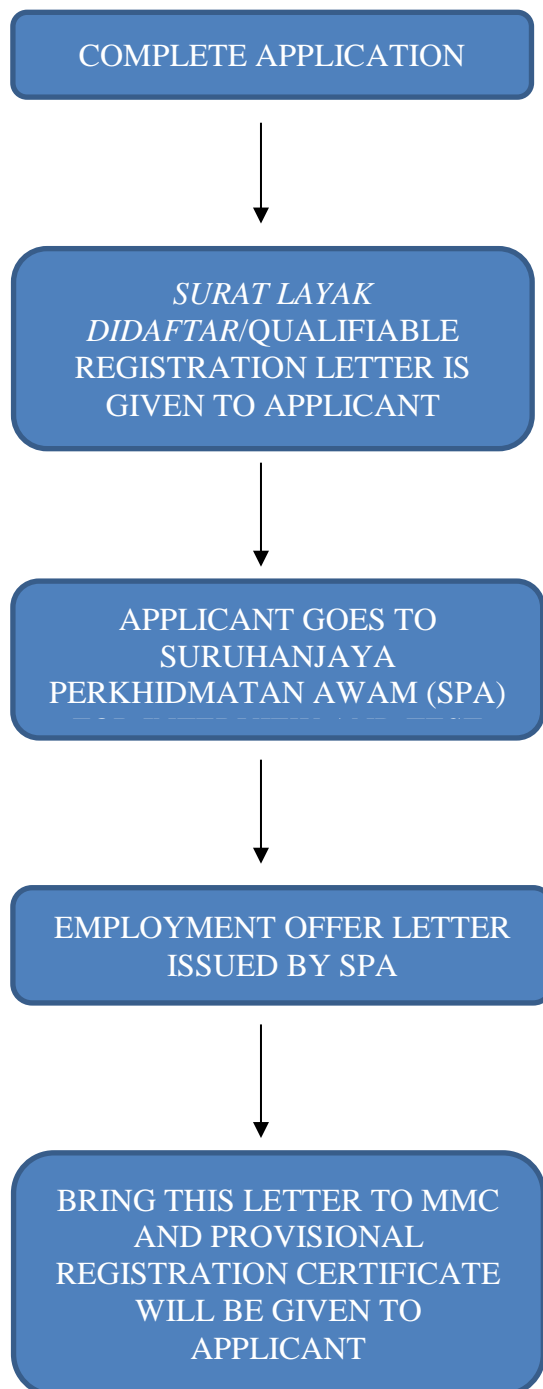 COMPLETE APPLICATION
SURAT LAYAK
DIDAFTAR/QUALIFIABLE
REGISTRATION LETTER IS
GIVEN TO APPLICANT
APPLICANT GOES TO
SURUHANJAYA
PERKHIDMATAN AWAM (SPA)
EMPLOYMENT OFFER LETTER
ISSUED BY SPA
BRING THIS LETTER TO MMC
AND PROVISIONAL
REGISTRATION CERTIFICATE
WILL BE GIVEN TO
APPLICANT